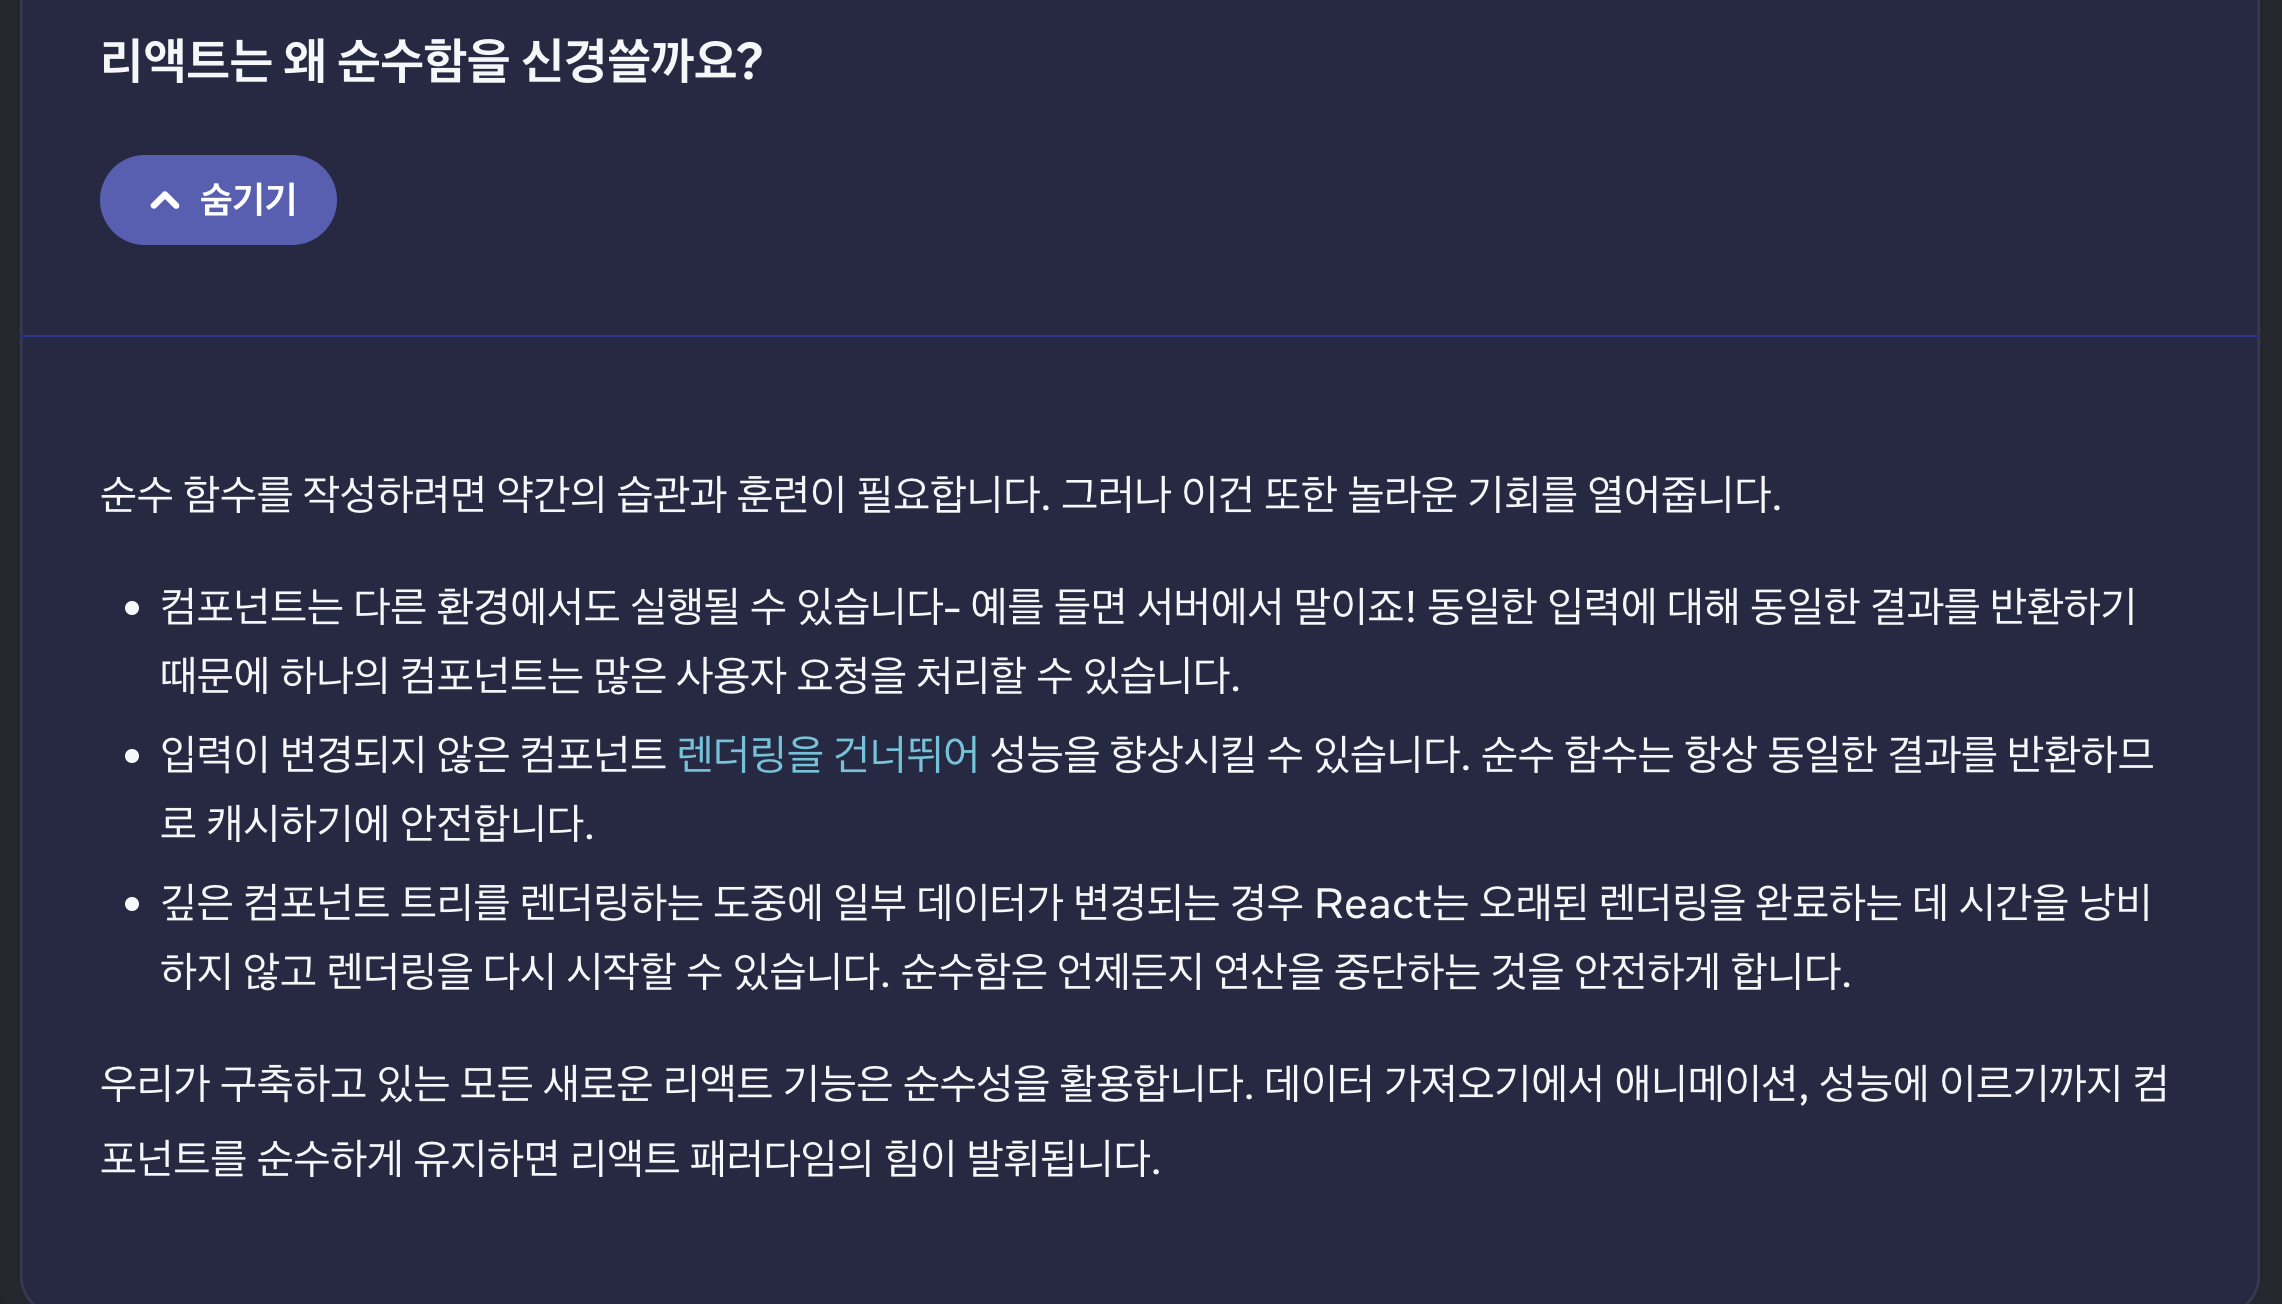 리액트는 왜 순수함을 신경쓸까요?
숨기기
순수 함수를 작성하려면 약간의 습관과 훈련이 필요합니다. 그러나 이건 또한 놀라운 기회를 열어줍니다.
• 컴포넌트는 다른 환경에서도 실행될 수 있습니다- 예를 들면 서버에서 말이죠! 동일한 입력에 대해 동일한 결과를 반환하기
때문에 하나의 컴포넌트는 많은 사용자 요청을 처리할 수 있습니다.
• 입력이 변경되지 않은 컴포넌트 렌더링을 건너뛰어 성능을 향상시킬 수 있습니다. 순수 함수는 항상 동일한 결과를 반환하므
로 캐시하기에 안전합니다.
• 깊은 컴포넌트 트리를 렌더링하는 도중에 일부 데이터가 변경되는 경우 React는 오래된 렌더링을 완료하는 데 시간을 낭비
하지 않고 렌더링을 다시 시작할 수 있습니다. 순수함은 언제든지 연산을 중단하는 것을 안전하게 합니다.
우리가 구축하고 있는 모든 새로운 리액트 기능은 순수성을 활용합니다. 데이터 가져오기에서 애니메이션, 성능에 이르기까지 컴
포넌트를 순수하게 유지하면 리액트 패러다임의 힘이 발휘됩니다.